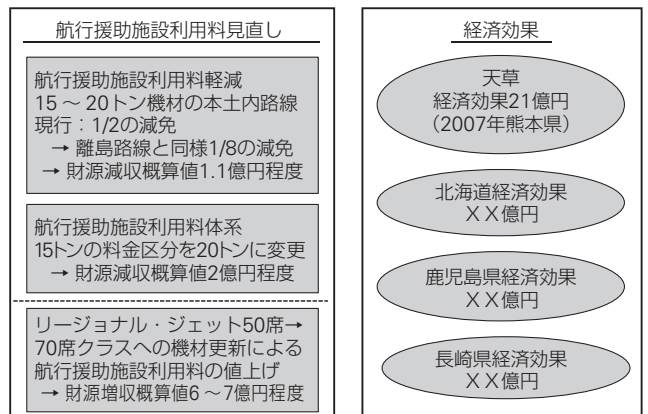 航行援助施設利用料見直し
航行援助施設利用料軽減
15～20トン機材の本土内路線
現行：1/2の減免
→ 離島路線と同様1/8の減免
→ 財源減収概算値1.1億円程度
航行援助施設利用料体系
15トンの料金区分を20トンに変更
→ 財源減収概算値2億円程度
リージョナル・ジェット50席→
70席クラスへの機材更新による
航行援助施設利用料の値上げ
→ 財源増収概算値6～7億円程度
経済効果
天草
経済効果21億円
（2007年熊本県）
北海道経済効果
ＸＸ億円
鹿児島県経済効果
ＸＸ億円
長崎県経済効果
ＸＸ億円